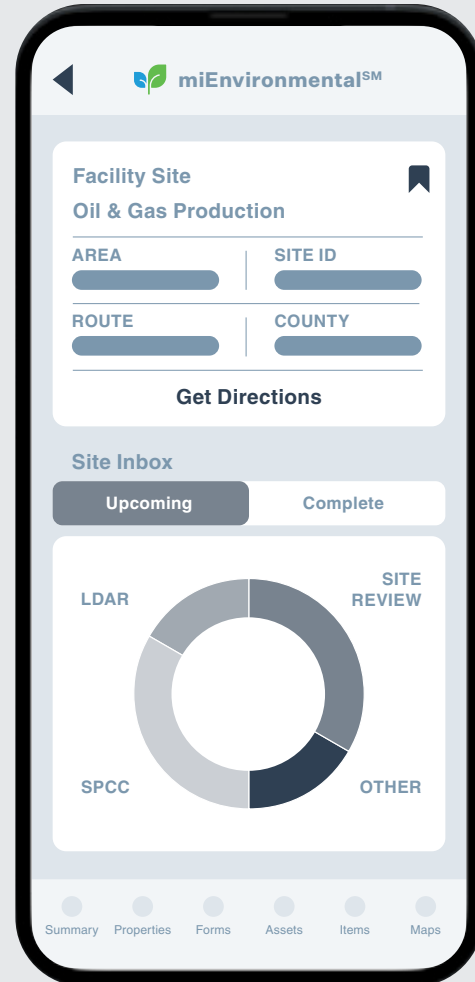 miEnvironmental℠
Facility Site
Oil & Gas Production
AREA
SITE ID
ROUTE
COUNTY
Get Directions
Site Inbox
Upcoming
Complete
LDAR
SITE
REVIEW
SPCC
OTHER
Summary
Properties
Forms
Assets
Items
Maps